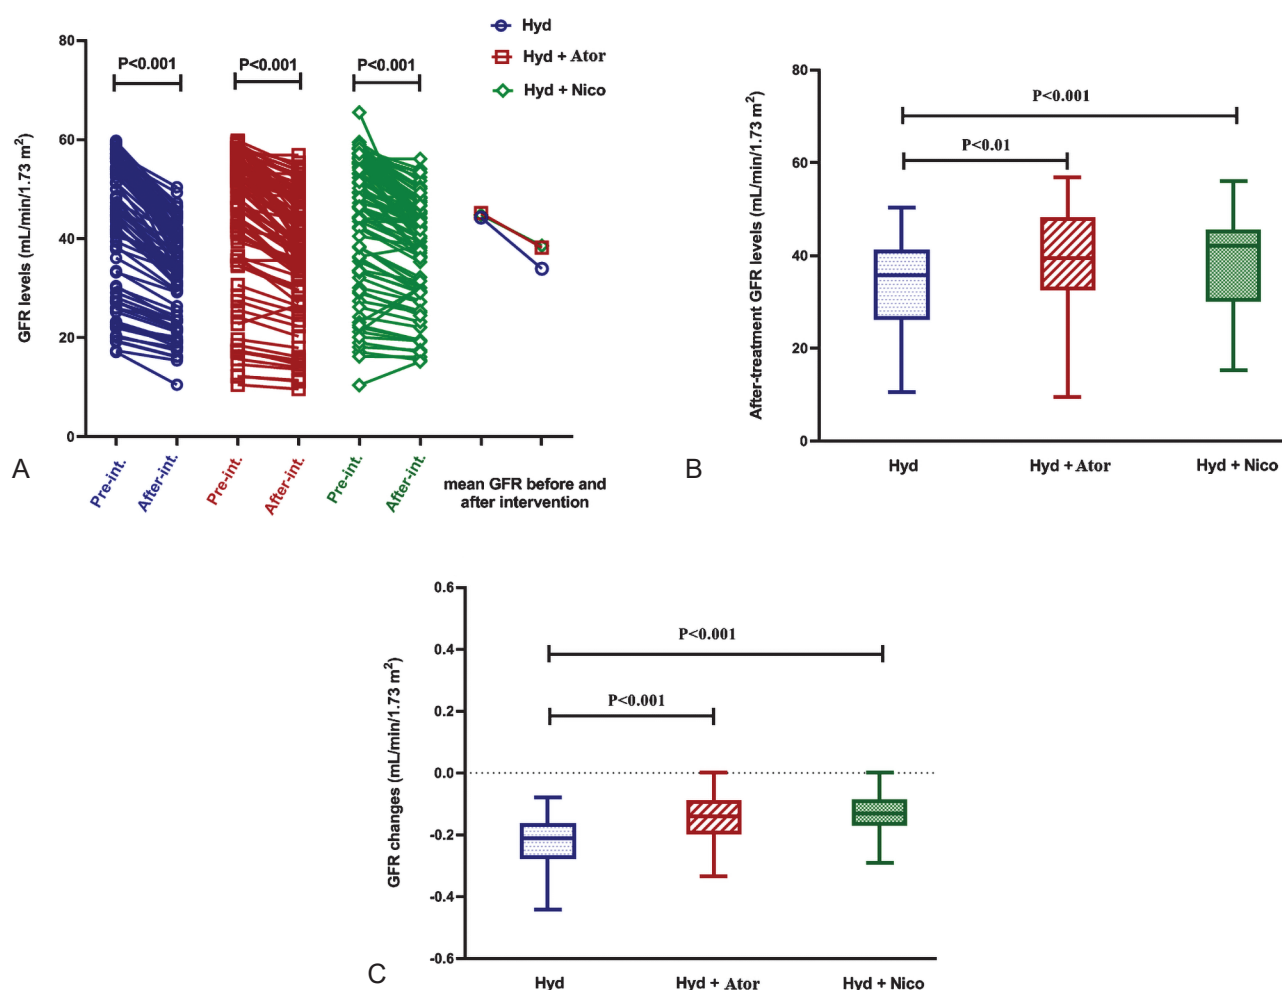 Hyd
Hyd + Ator
Hyd + Nico
A
GFR levels (mL/min/1.73 m²)
80
60
40
20
0
P<0.001
P<0.001
P<0.001
Pre-int.
After-int.
Pre-int.
After-int.
Pre-int.
After-int.
mean GFR before and
after intervention
B
After-treatment GFR levels (mL/min/1.73 m²)
80
60
40
20
0
P<0.001
P<0.01
Hyd
Hyd + Ator
Hyd + Nico
C
GFR changes (mL/min/1.73 m²)
0.6
0.4
0.2
0.0
-0.2
-0.4
-0.6
P<0.001
P<0.001
Hyd
Hyd + Ator
Hyd + Nico